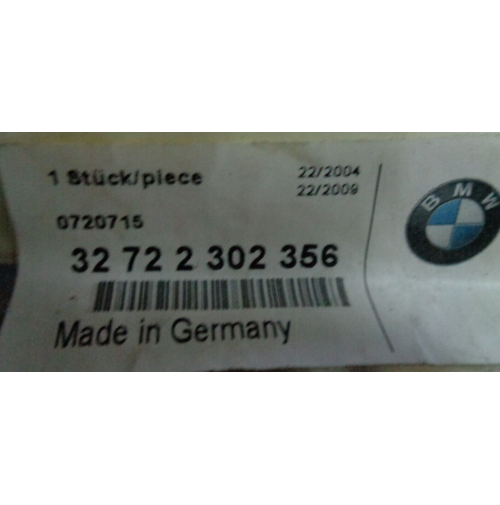 1 Stück/piece
22/2004
22/2009
0720715
32 72 2 302 356
Made in Germany
BMW